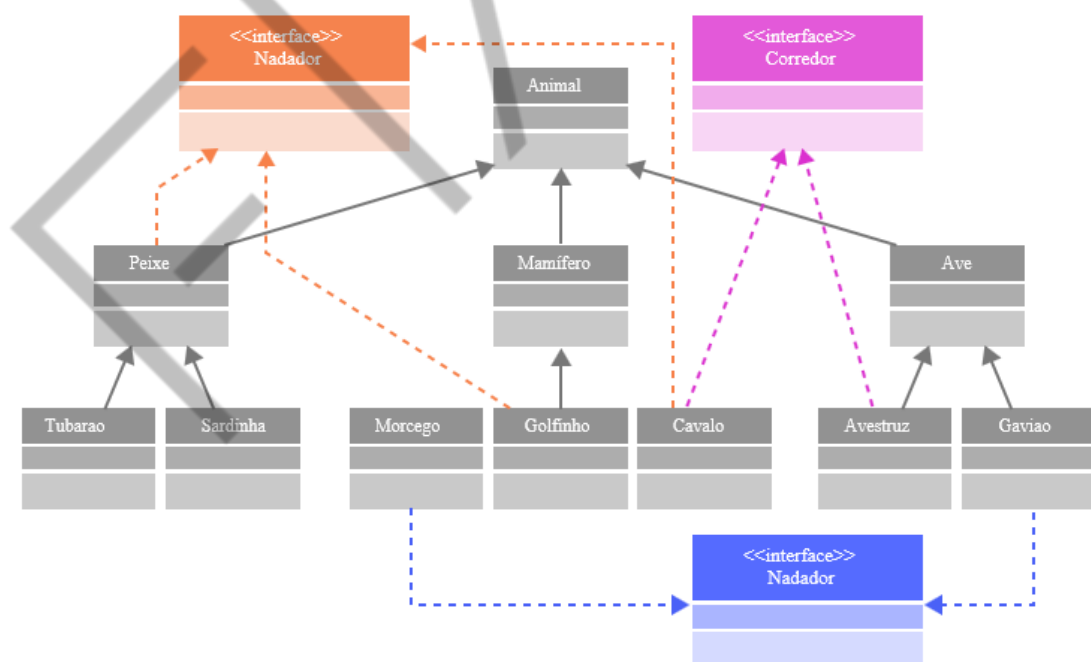 <<interface>>
Nadador
<<interface>>
Corredor
Animal
Peixe
Mamífero
Ave
Tubarao
Sardinha
Morcego
Golfinho
Cavalo
Avestruz
Gaviao
<<interface>>
Nadador